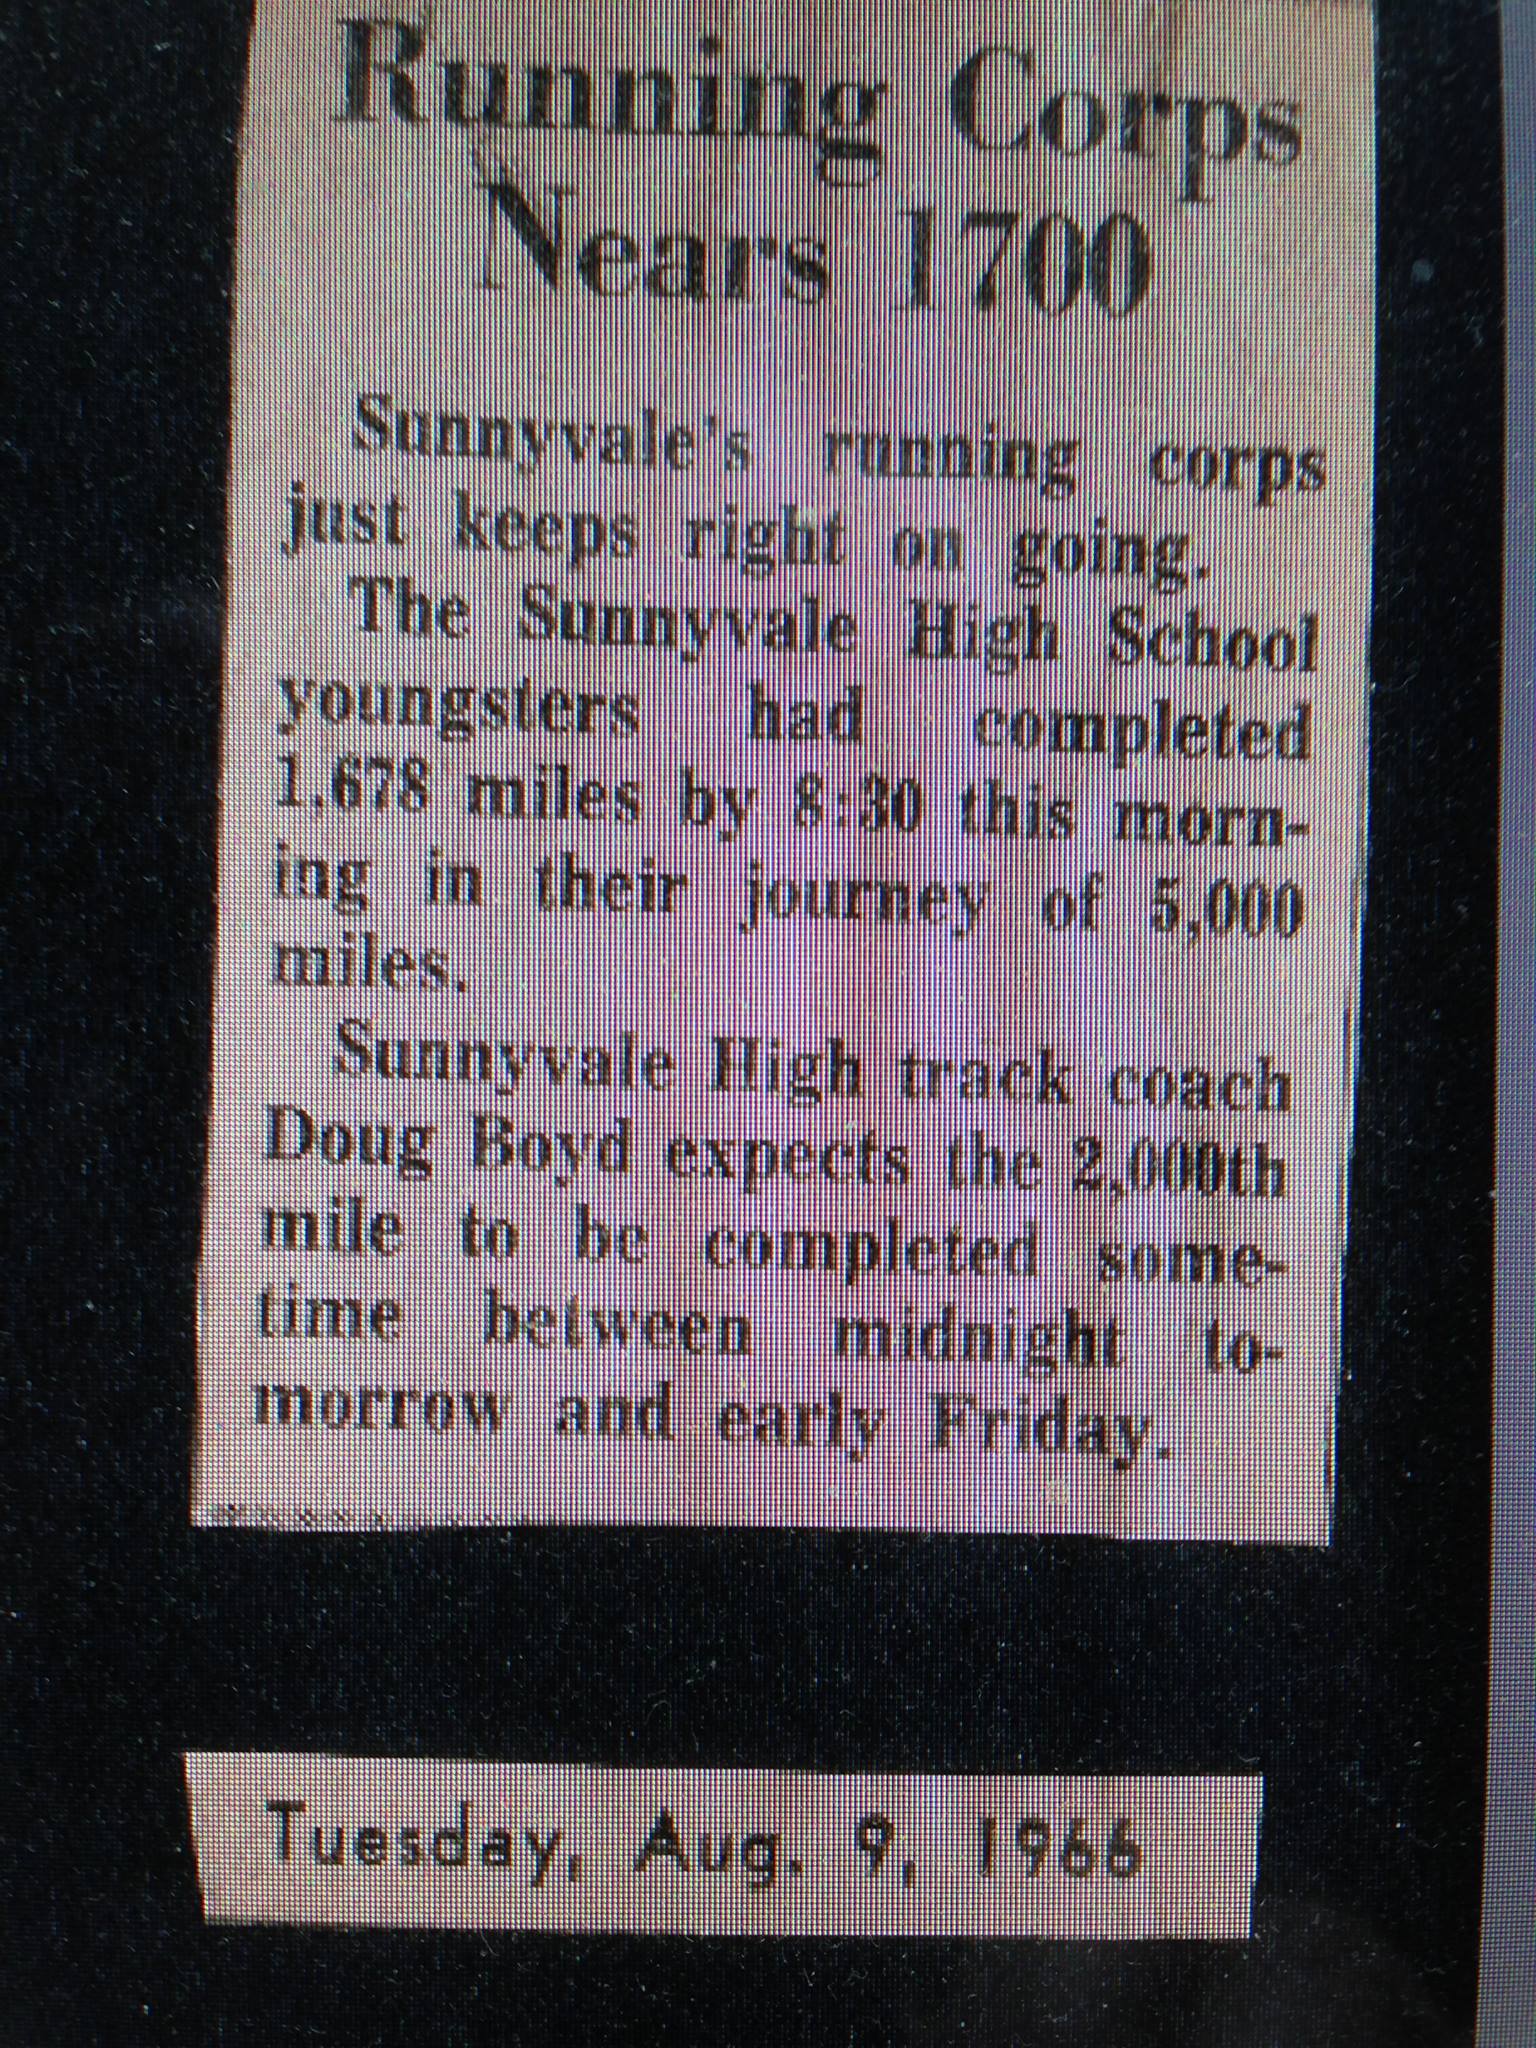 Running Corps
Nears 1700
Sunnyvale's running corps
just keeps right on going.
The Sunnyvale High School
youngsters had completed
1,678 miles by 8:30 this morn-
ing in their journey of 5,000
miles.
Sunnyvale High track coach
Doug Boyd expects the 2,000th
mile to be completed some-
time between midnight to-
morrow and early Friday.
Tuesday, Aug. 9, 1966